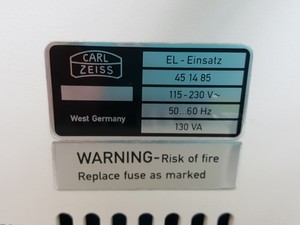 CARL
ZEISS
West Germany
EL - Einsatz
45 14 85
115-230 V~
50...60 Hz
130 VA
WARNING-Risk of fire
Replace fuse as marked